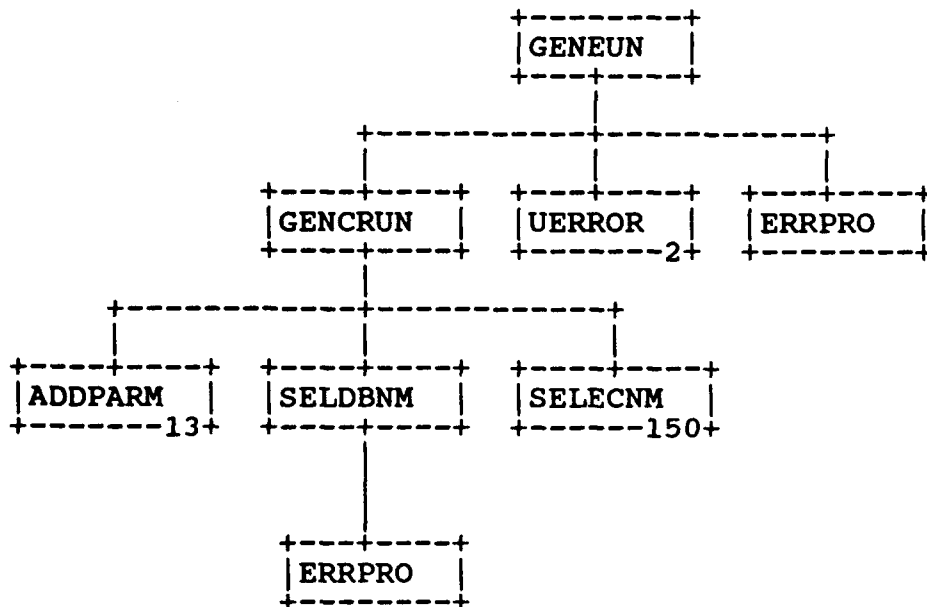 GENEUN
GENCRUN
UERROR
ERRPRO
2
ADDPARM
SELDBNM
SELECNM
13
150
ERRPRO